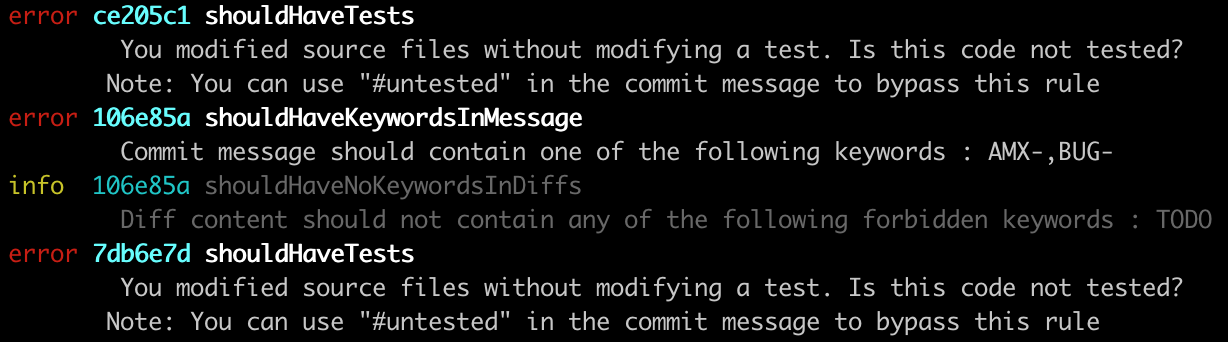 error ce205c1 shouldHaveTests
You modified source files without modifying a test. Is this code not tested?
Note: You can use "#untested" in the commit message to bypass this rule
error 106e85a shouldHaveKeywordsInMessage
Commit message should contain one of the following keywords : AMX-,BUG-
info 106e85a shouldHaveNoKeywordsInDiffs
Diff content should not contain any of the following forbidden keywords : TODO
error 7db6e7d shouldHaveTests
You modified source files without modifying a test. Is this code not tested?
Note: You can use "#untested" in the commit message to bypass this rule